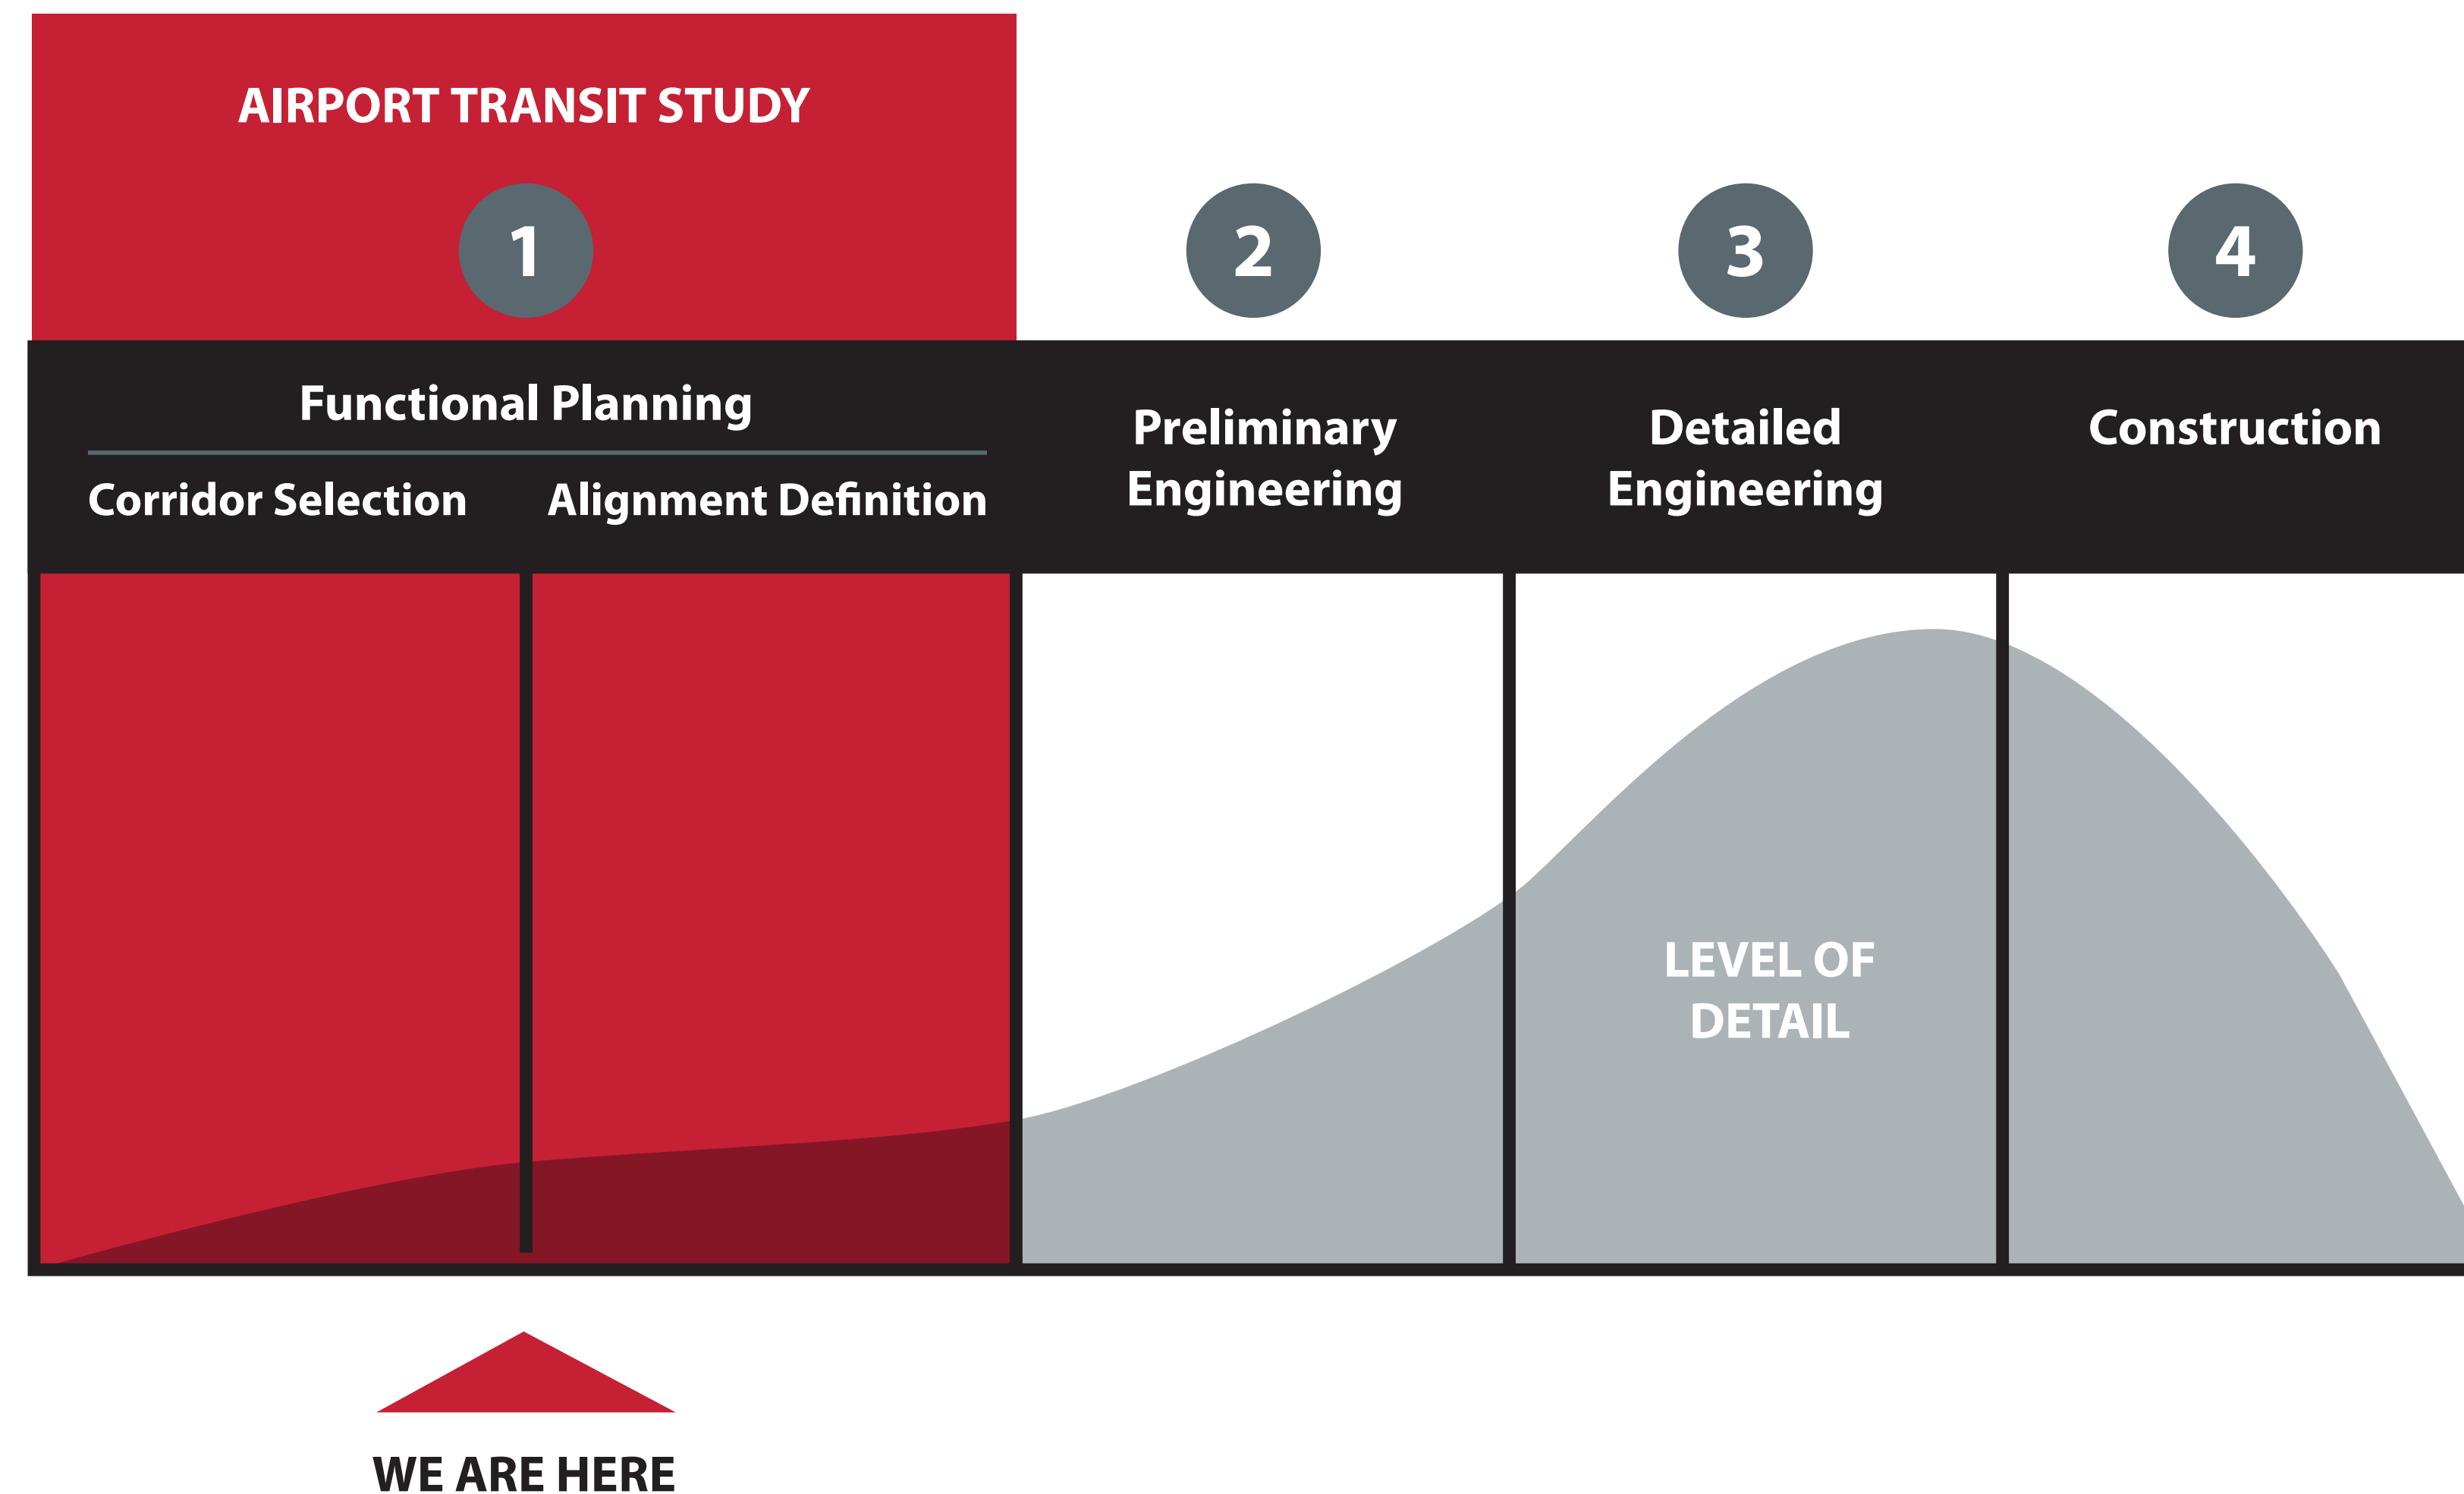 AIRPORT TRANSIT STUDY
1
2
3
4
Functional Planning
Corridor Selection
Alignment Definition
Preliminary
Engineering
Detailed
Engineering
Construction
LEVEL OF
DETAIL
WE ARE HERE